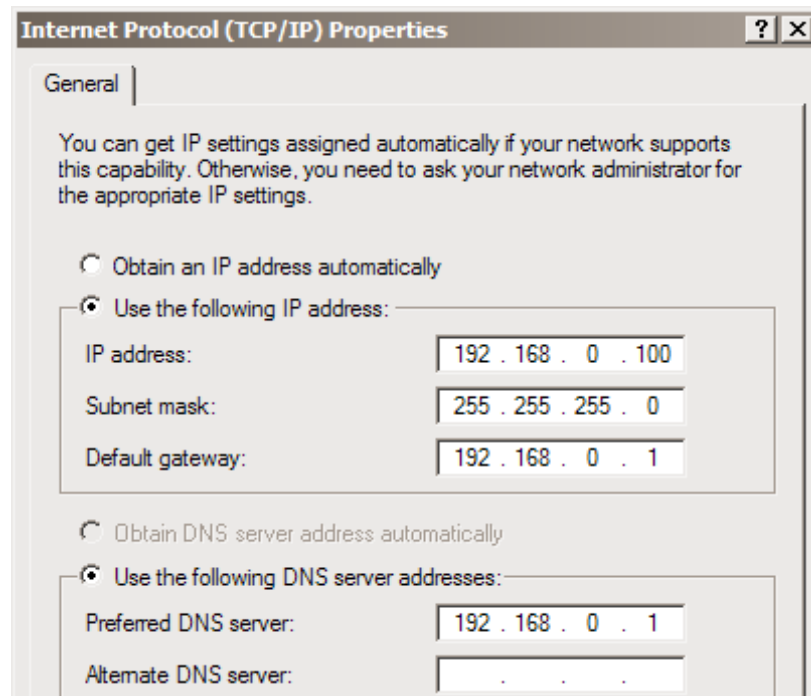 Internet Protocol (TCP/IP) Properties
General
You can get IP settings assigned automatically if your network supports
this capability. Otherwise, you need to ask your network administrator for
the appropriate IP settings.
Obtain an IP address automatically
Use the following IP address:
IP address: 192 . 168 . 0 . 100
Subnet mask: 255 . 255 . 255 . 0
Default gateway: 192 . 168 . 0 . 1
Obtain DNS server address automatically
Use the following DNS server addresses:
Preferred DNS server: 192 . 168 . 0 . 1
Alternate DNS server: . . .